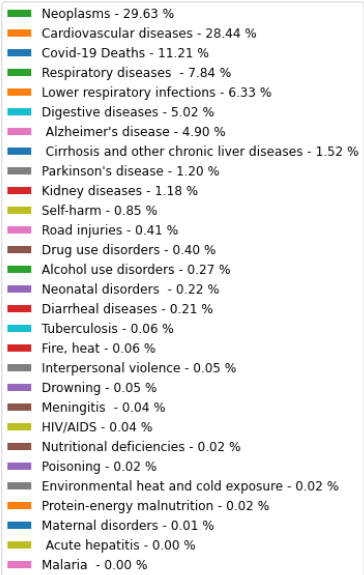 Neoplasms - 29.63 %
Cardiovascular diseases - 28.44 %
Covid-19 Deaths - 11.21 %
Respiratory diseases - 7.84 %
Lower respiratory infections - 6.33 %
Digestive diseases - 5.02 %
Alzheimer's disease - 4.90 %
Cirrhosis and other chronic liver diseases - 1.52 %
Parkinson's disease - 1.20 %
Kidney diseases - 1.18 %
Self-harm - 0.85 %
Road injuries - 0.41 %
Drug use disorders - 0.40 %
Alcohol use disorders - 0.27 %
Neonatal disorders - 0.22 %
Diarrheal diseases - 0.21 %
Tuberculosis - 0.06 %
Fire, heat - 0.06 %
Interpersonal violence - 0.05 %
Drowning - 0.05 %
Meningitis - 0.04 %
HIV/AIDS - 0.04 %
Nutritional deficiencies - 0.02 %
Poisoning - 0.02 %
Environmental heat and cold exposure - 0.02 %
Protein-energy malnutrition - 0.02 %
Maternal disorders - 0.01 %
Acute hepatitis - 0.00 %
Malaria - 0.00 %